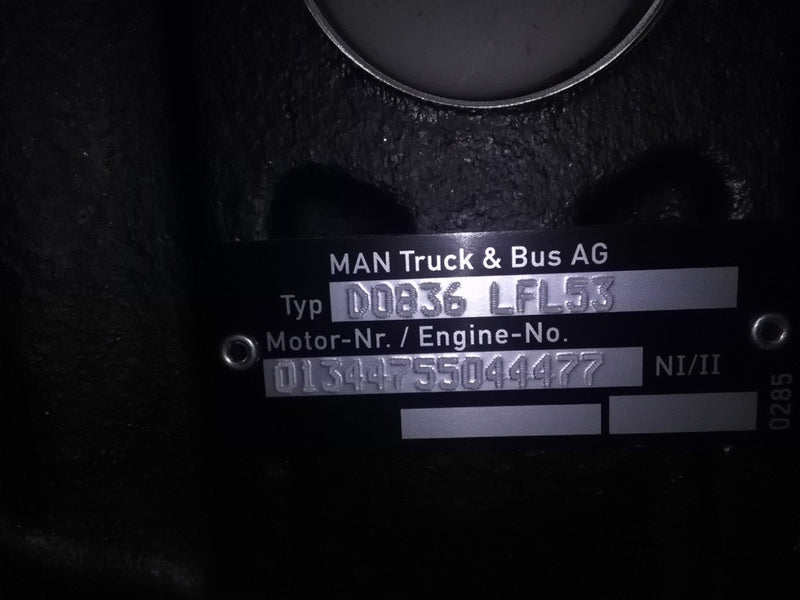 MAN Truck & Bus AG
Typ D0836 LFL53
Motor-Nr. / Engine-No.
01344755044477 NI/II
0285